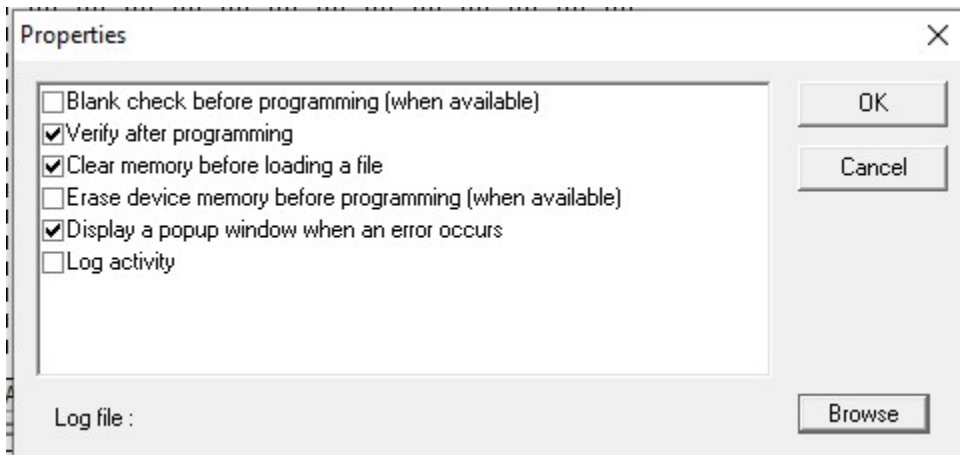 Properties
Blank check before programming (when available)
Verify after programming
Clear memory before loading a file
Erase device memory before programming (when available)
Display a popup window when an error occurs
Log activity
OK
Cancel
Log file :
Browse